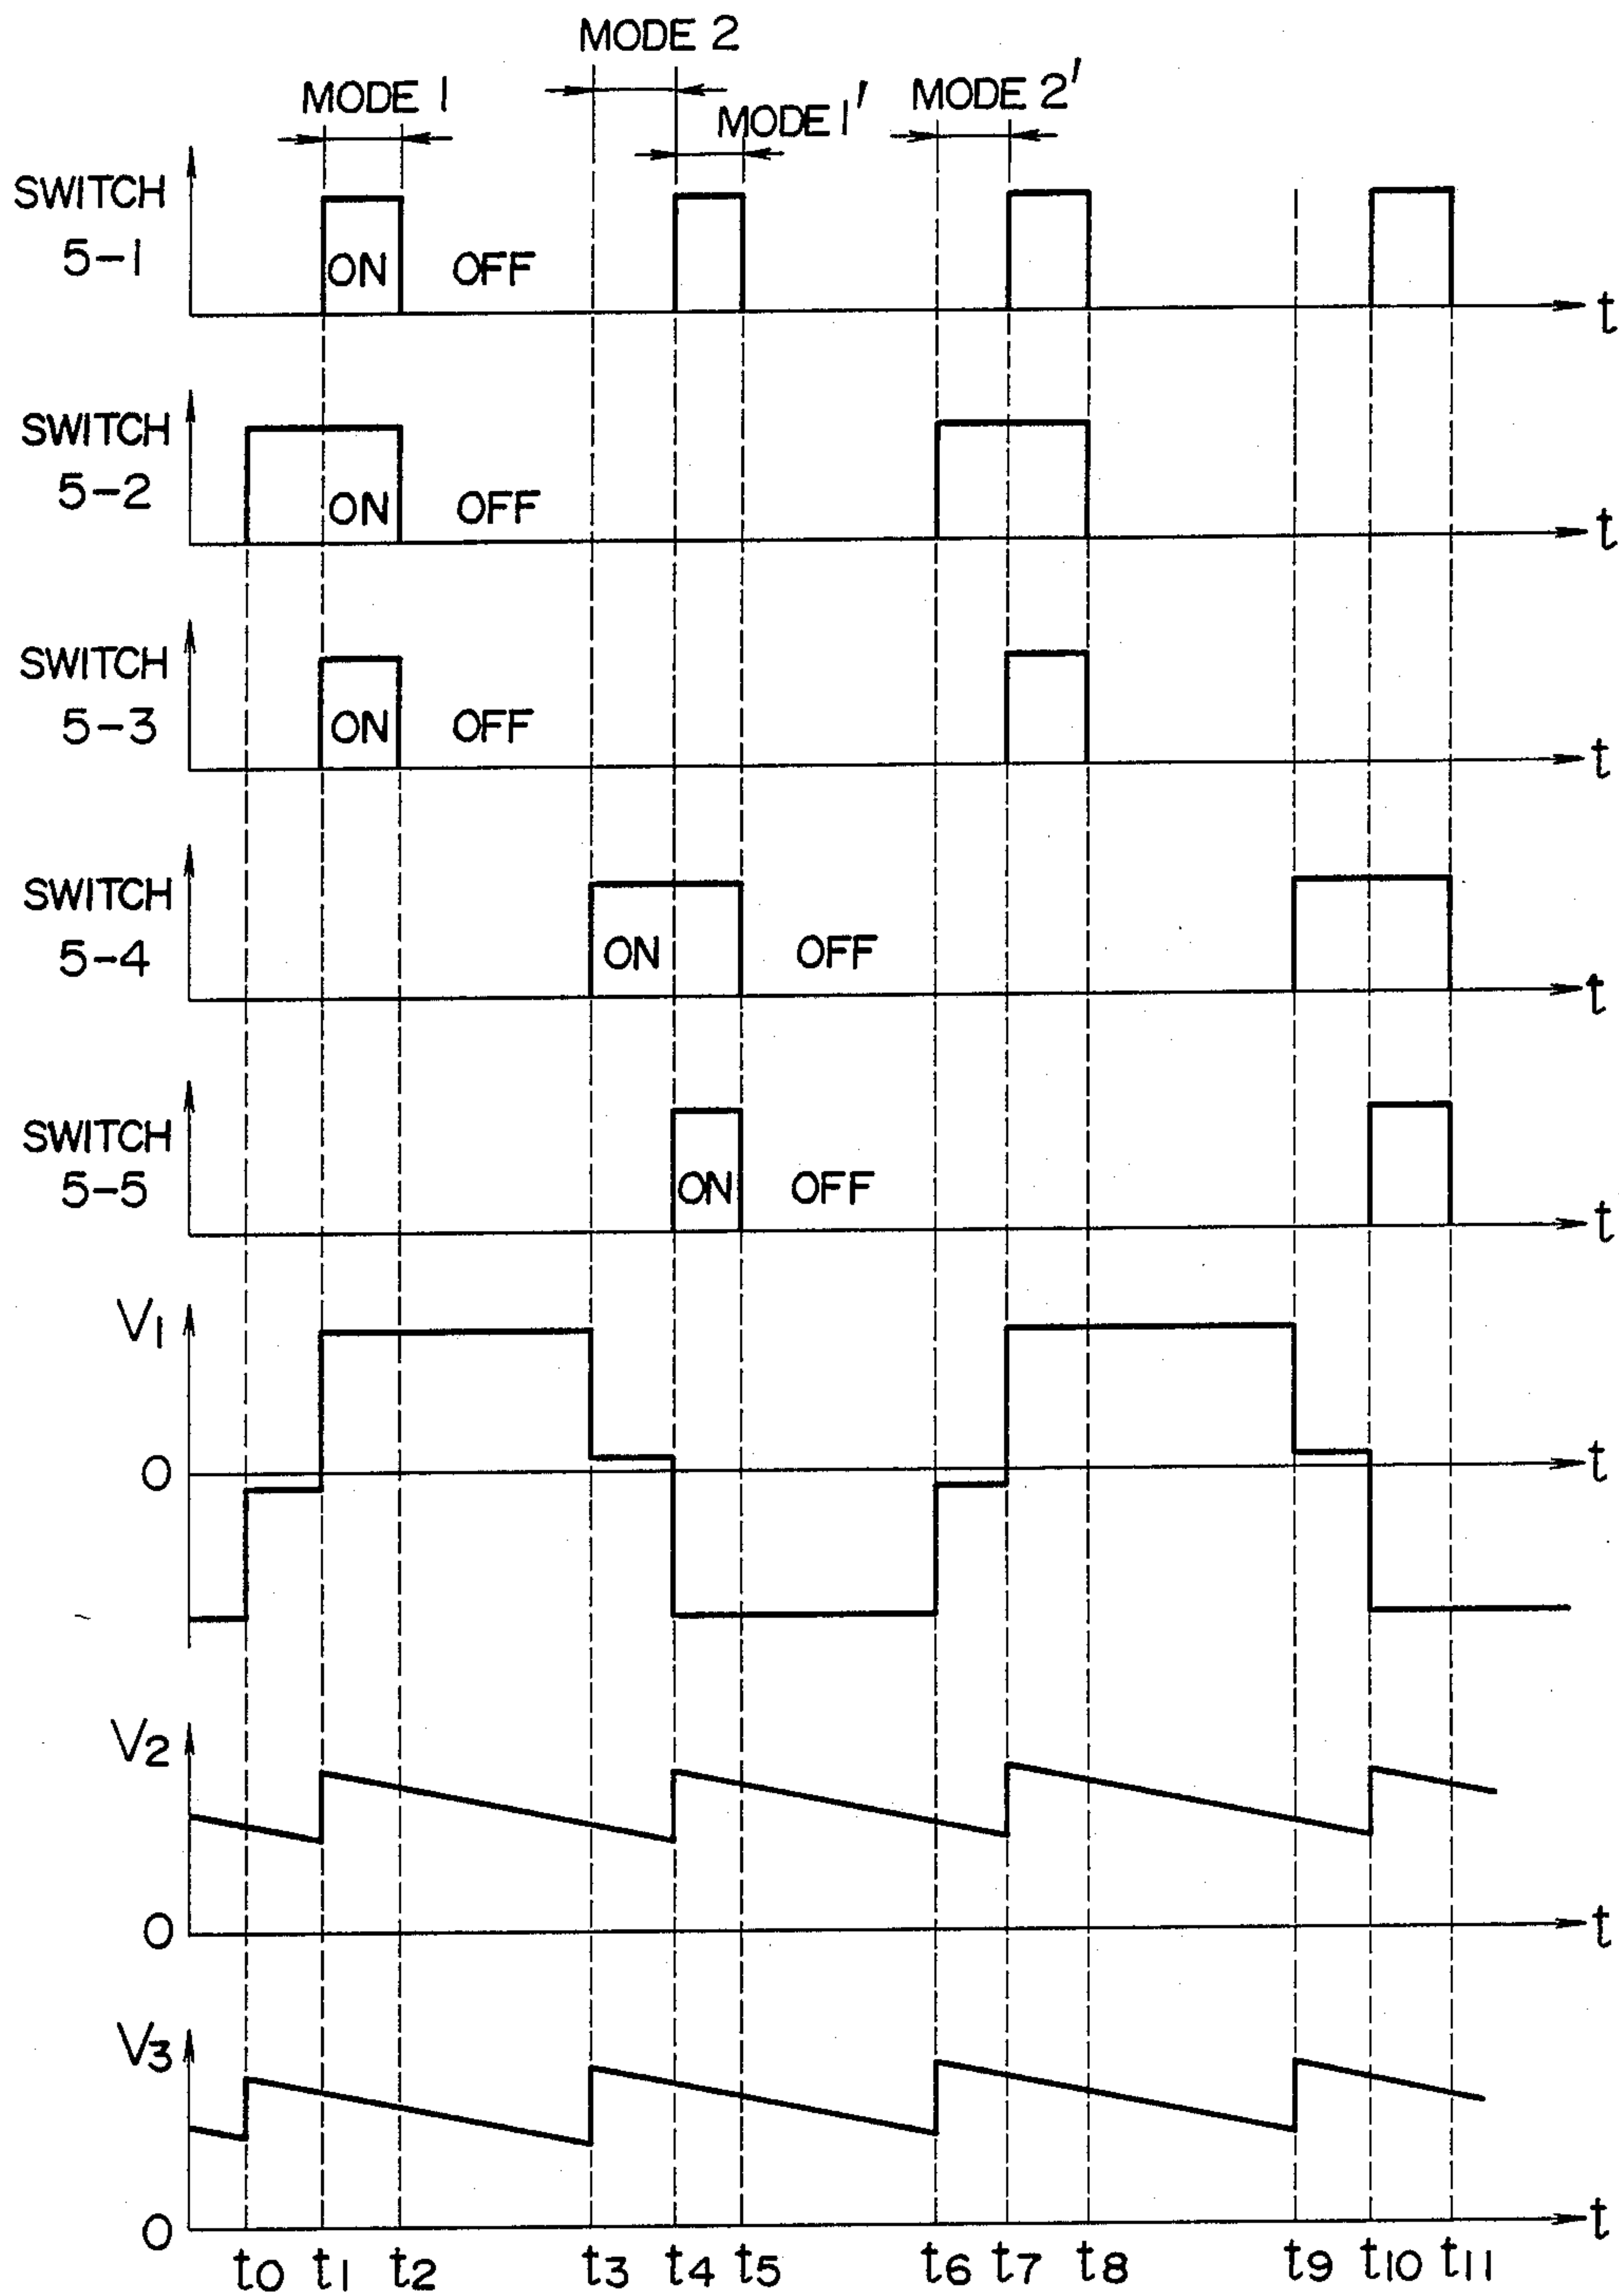 MODE 2
MODE 1
MODE 2'
MODE 1'
SWITCH
5-1
ON
OFF
t
SWITCH
5-2
ON
OFF
t
SWITCH
5-3
ON
OFF
t
SWITCH
5-4
ON
OFF
t
SWITCH
5-5
ON
OFF
t
V1
0
t
V2
0
t
V3
0
t
t0 t1 t2 t3 t4 t5 t6 t7 t8 t9 t10 t11